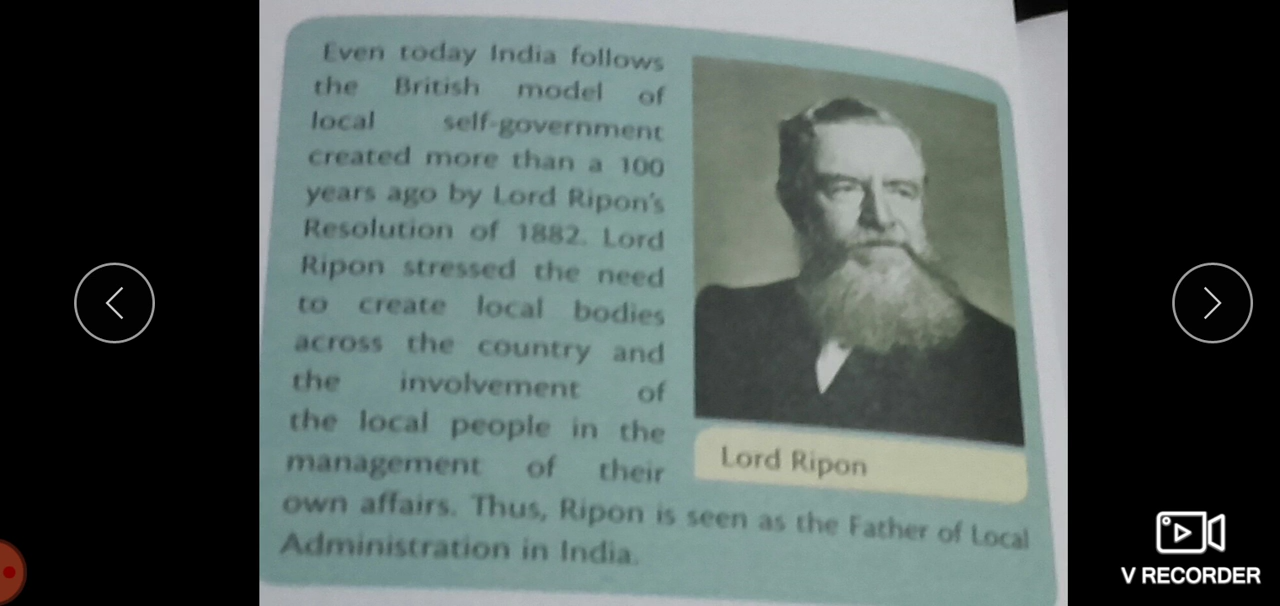 Even today India follows
the British model of
local self-government
created more than a 100
years ago by Lord Ripon's
Resolution of 1882. Lord
Ripon stressed the need
to create local bodies
across the country and
the involvement of
the local people in the
management of their
own affairs. Thus, Ripon is seen as the Father of Local
Administration in India.
Lord Ripon
V RECORDER